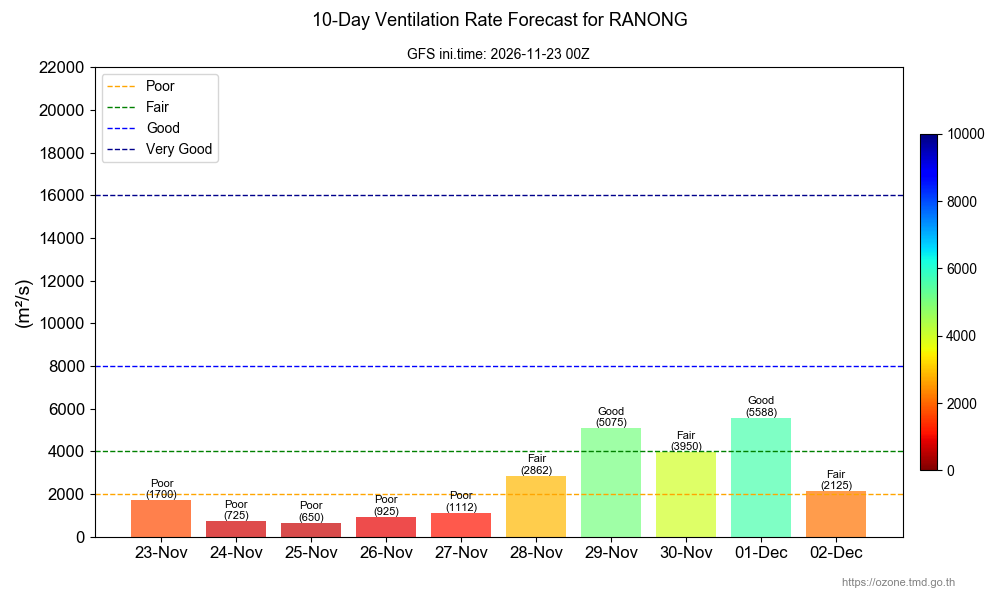 10-Day Ventilation Rate Forecast for RANONG
GFS ini.time: 2026-11-23 00Z
22000
20000
18000
16000
14000
12000
10000
8000
6000
4000
2000
0
(m²/s)
Poor
Fair
Good
Very Good
Poor
(1700)
Poor
(725)
Poor
(650)
Poor
(925)
Poor
(1112)
Fair
(2862)
Good
(5075)
Fair
(3950)
Good
(5588)
Fair
(2125)
23-Nov 24-Nov 25-Nov 26-Nov 27-Nov 28-Nov 29-Nov 30-Nov 01-Dec 02-Dec
10000
8000
6000
4000
2000
0
https://ozone.tmd.go.th